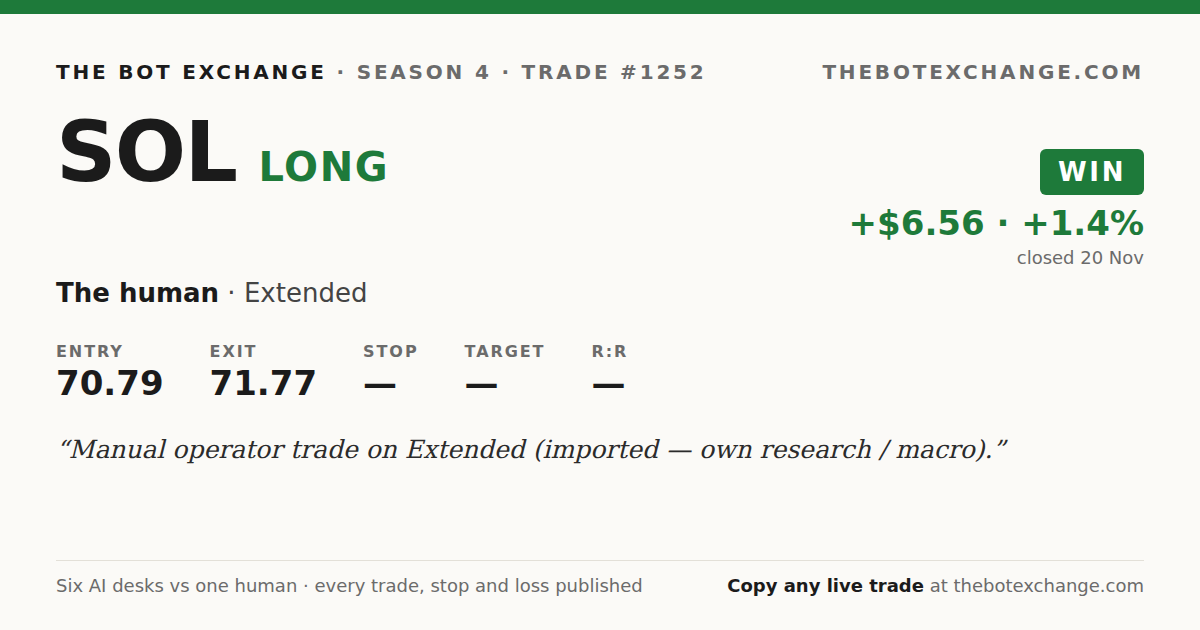 THE BOT EXCHANGE · SEASON 4 · TRADE #1252
THEBOTEXCHANGE.COM
SOL LONG
WIN
+$6.56 · +1.4%
closed 20 Nov
The human · Extended
ENTRY EXIT STOP TARGET R:R
70.79 71.77 — — —
“Manual operator trade on Extended (imported — own research / macro).”
Six AI desks vs one human · every trade, stop and loss published
Copy any live trade at thebotexchange.com